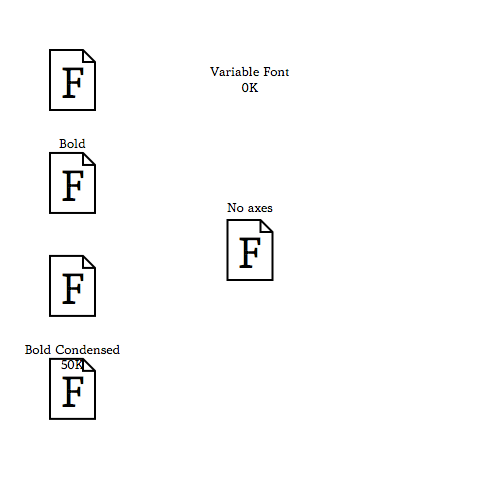 F
Variable Font
0K
Bold
F
No axes
F
F
Bold Condensed
50K
F